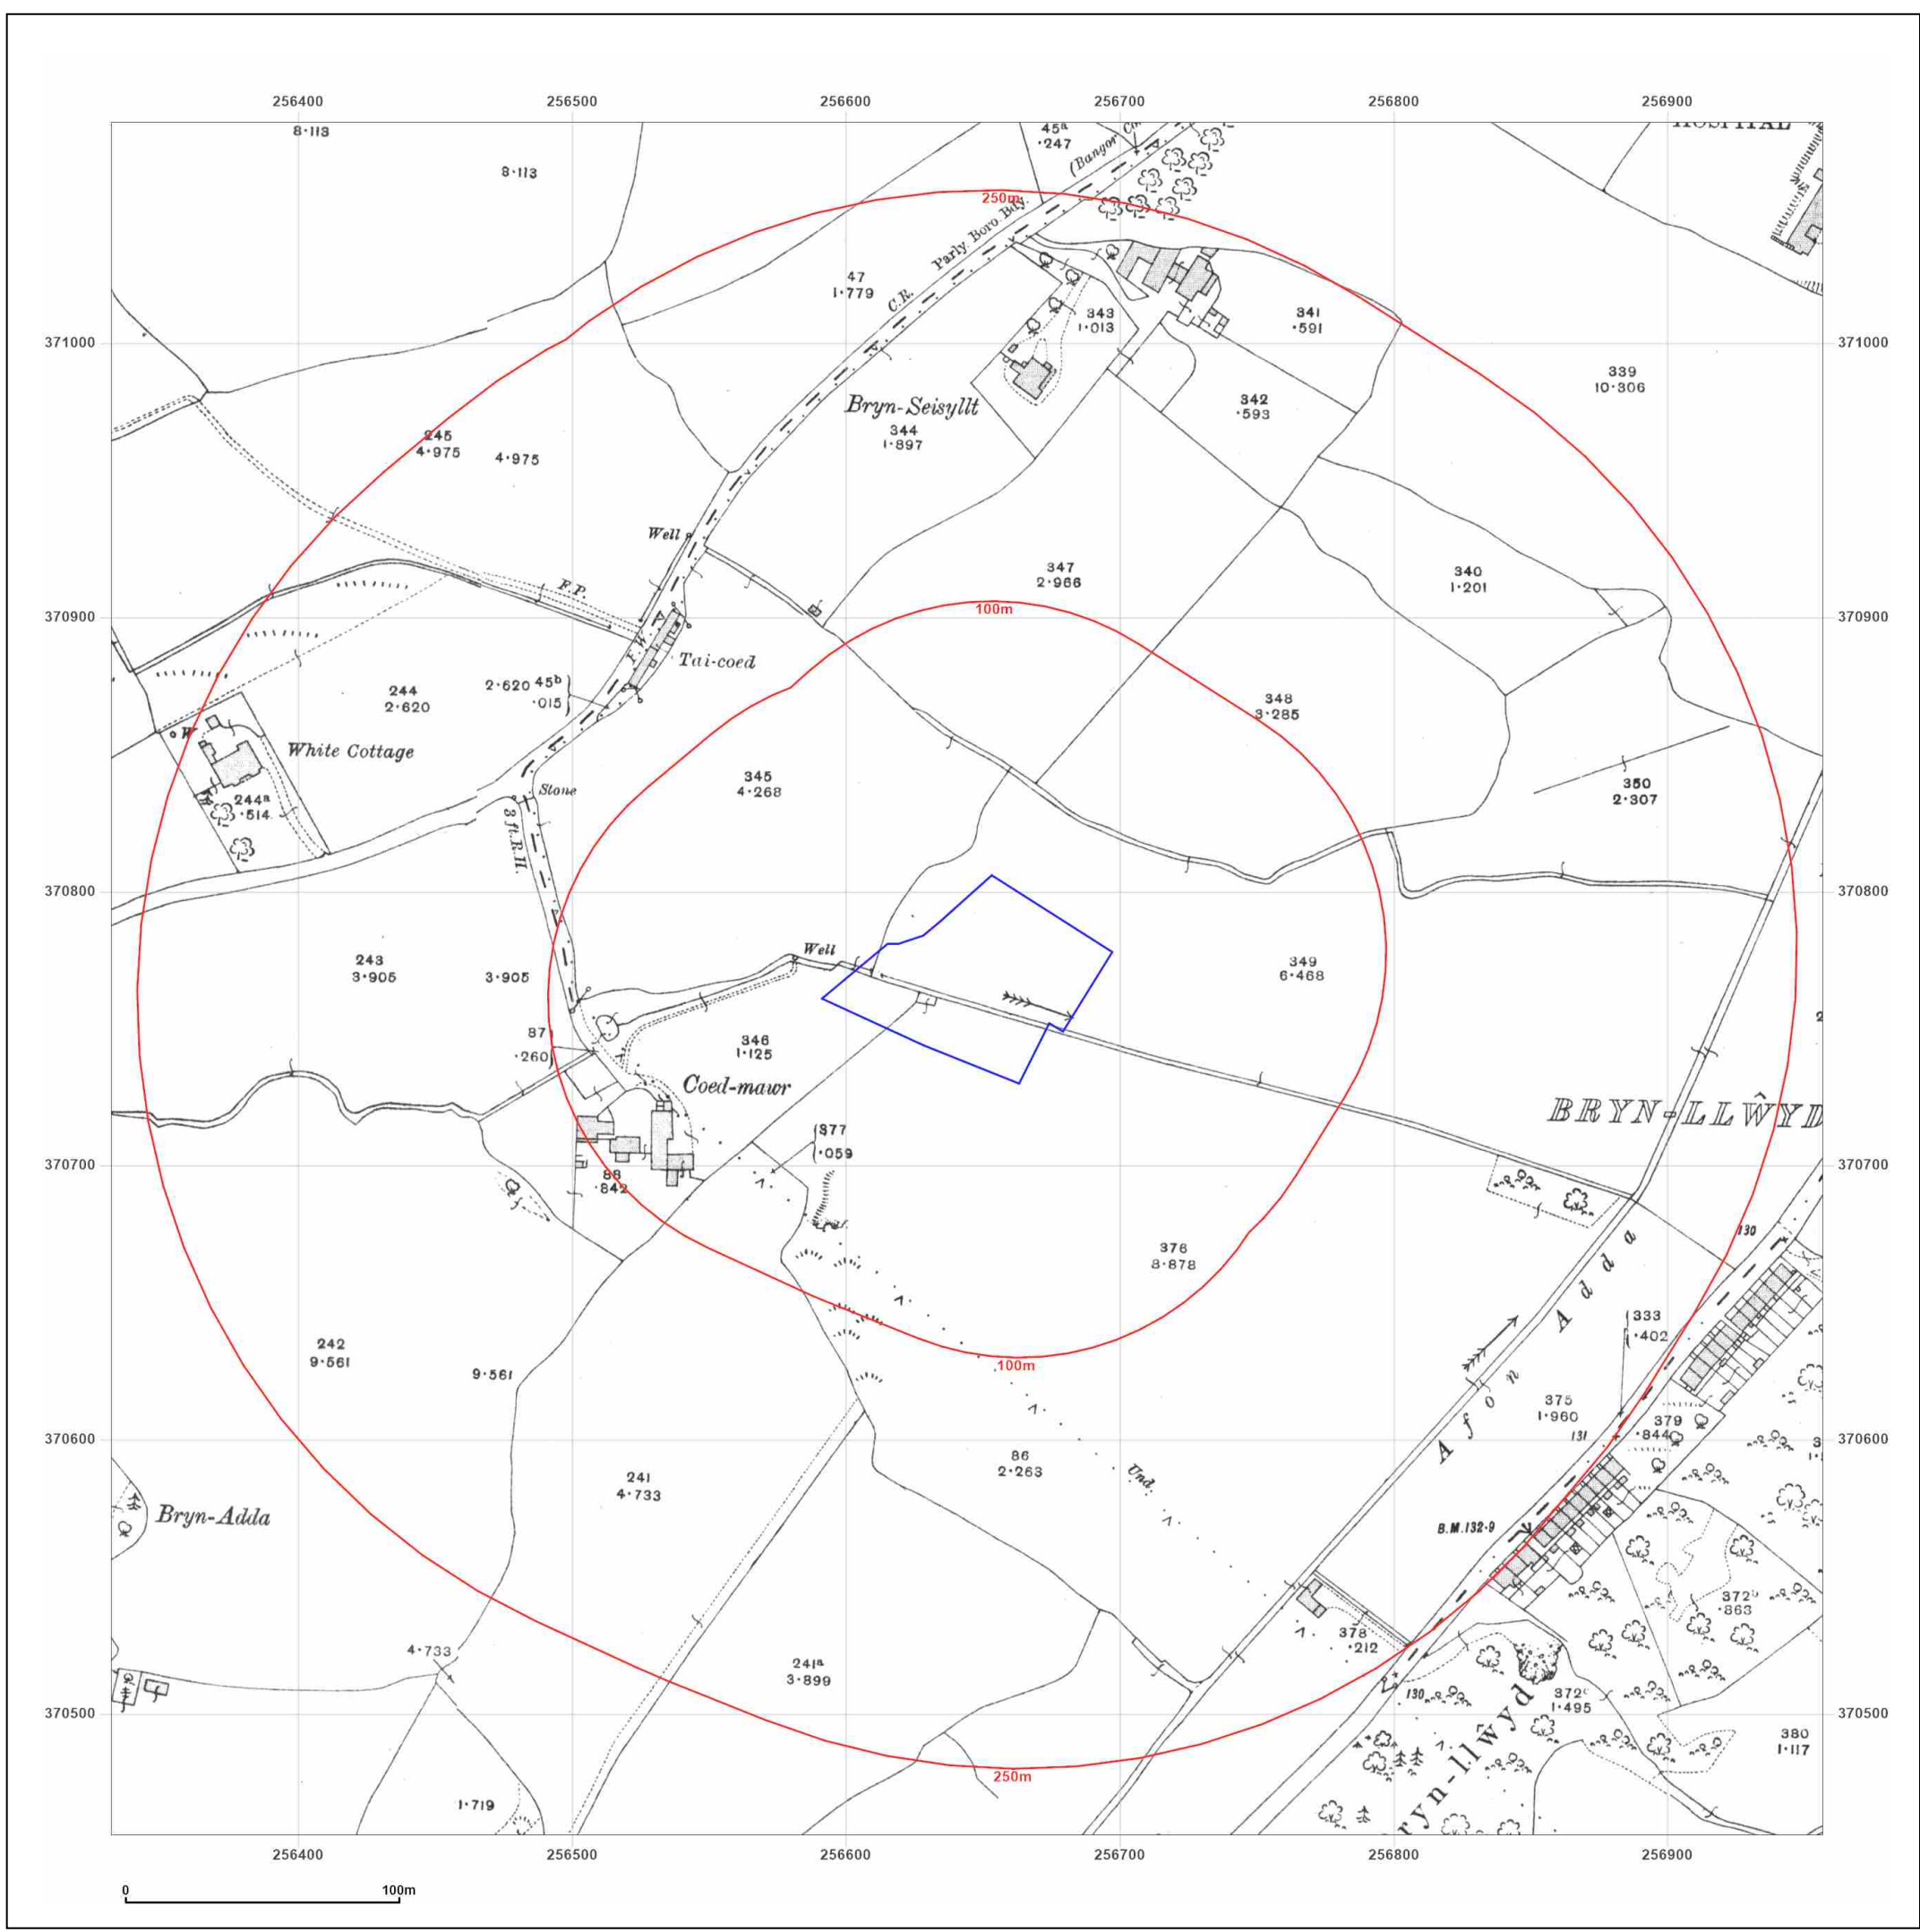 256400 256500 256600 256700 256800 256900
8·113
45ª
·247
(Bangor
HOSPITAL
8·113
250m
Parly. Boro. Bdy.
47
1·779
C.R.
343
1·013
341
·591
371000 371000
339
10·306
342
·593
Bryn-Seisyllt
344
1·897
245
4·975
4·975
Well
F.P.
347
2·966
340
1·201
370900 370900
100m
Tai-coed
2·620
45b
·015
244
2·620
348
3·285
W
White Cottage
345
4·268
Stone
350
2·307
244ª
·514
3 ft. R.H.
370800 370800
Well
243
3·905
3·905
349
6·468
87
·260
346
1·125
Coed-mawr
BRYN-LLŴYD
377
·059
370700 370700
88
·842
130
376
8·878
Afon Adda
333
·402
242
9·561
100m
9·561
375
1·960
379
·844
370600 370600
131
86
2·263
Und.
241
4·733
Bryn-Adda
B.M.132·9
372b
·863
378
·212
4·733
241ª
3·899
130
372c
1·495
370500 370500
380
1·117
ryn-llŵyd
250m
1·719
256400 256500 256600 256700 256800 256900
0 100m